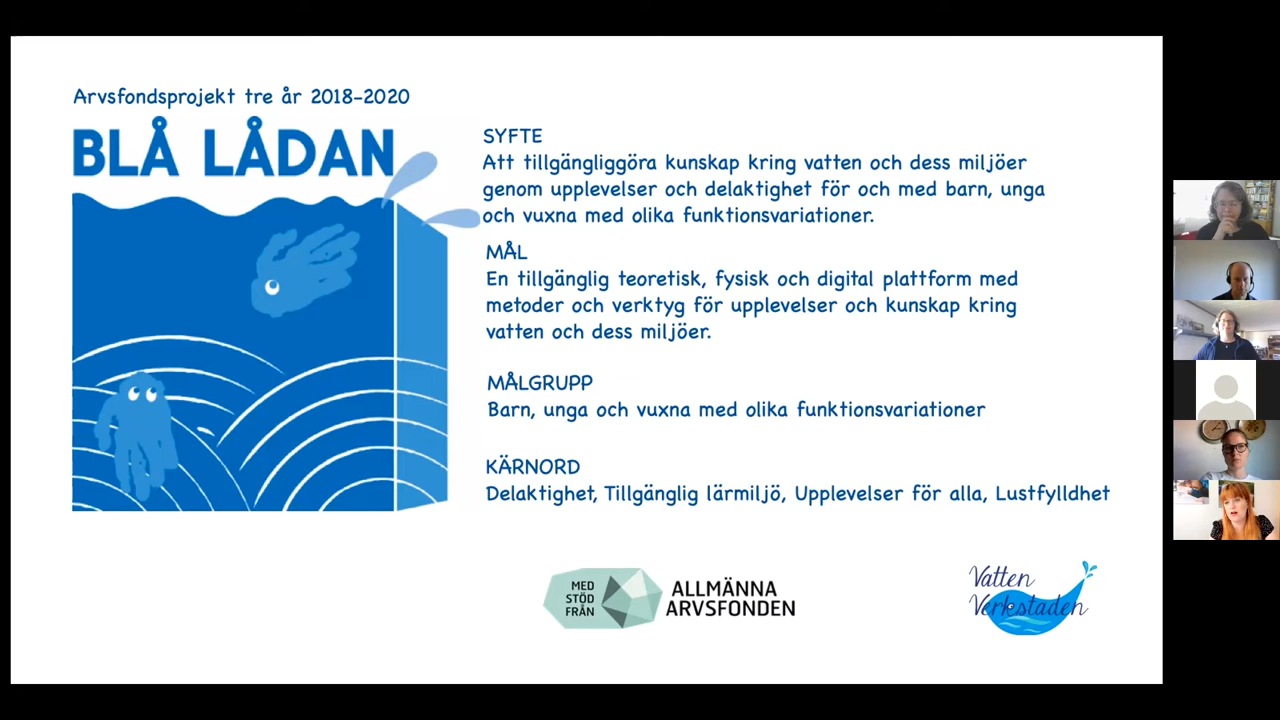 Arvsfondsprojekt tre år 2018-2020
BLÅ LÅDAN
SYFTE
Att tillgängliggöra kunskap kring vatten och dess miljöer
genom upplevelser och delaktighet för och med barn, unga
och vuxna med olika funktionsvariationer.
MÅL
En tillgänglig teoretisk, fysisk och digital plattform med
metoder och verktyg för upplevelser och kunskap kring
vatten och dess miljöer.
MÅLGRUPP
Barn, unga och vuxna med olika funktionsvariationer
KÄRNORD
Delaktighet, Tillgänglig lärmiljö, Upplevelser för alla, Lustfylldhet
MED
STÖD
FRÅN
ALLMÄNNA
ARVSFONDEN
Vatten
Verkstaden